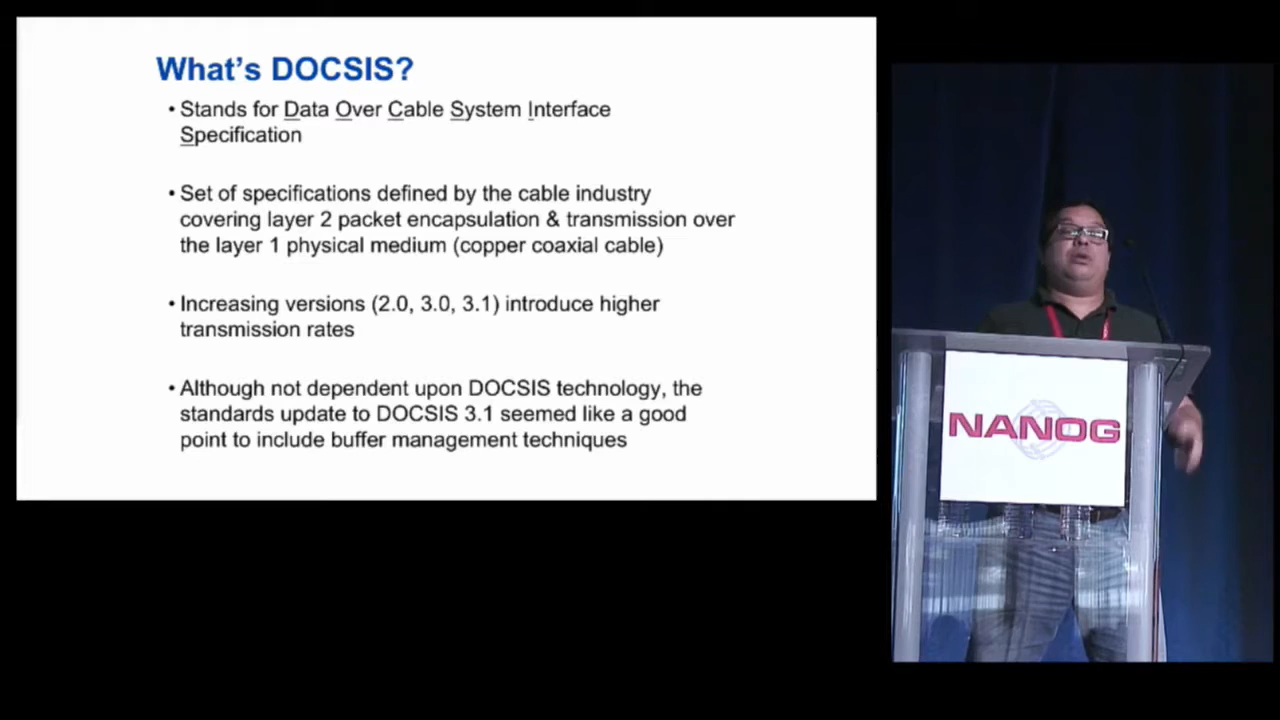 What's DOCSIS?
• Stands for Data Over Cable System Interface
Specification
• Set of specifications defined by the cable industry
covering layer 2 packet encapsulation & transmission over
the layer 1 physical medium (copper coaxial cable)
• Increasing versions (2.0, 3.0, 3.1) introduce higher
transmission rates
• Although not dependent upon DOCSIS technology, the
standards update to DOCSIS 3.1 seemed like a good
point to include buffer management techniques
NANOG